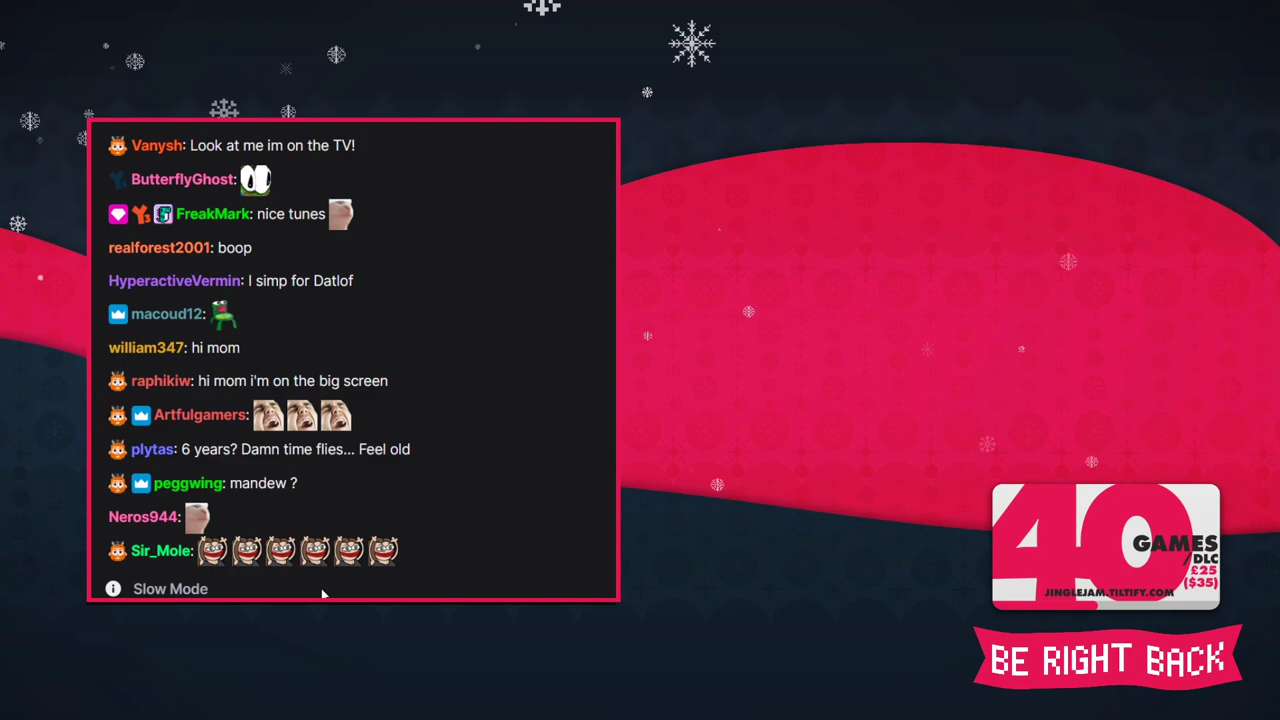 Vanysh: Look at me im on the TV!
ButterflyGhost:
FreakMark: nice tunes
realforest2001: boop
HyperactiveVermin: I simp for Datlof
macoud12:
william347: hi mom
raphikiw: hi mom i'm on the big screen
Artfulgamers:
plytas: 6 years? Damn time flies... Feel old
peggwing: mandew ?
Neros944:
Sir_Mole:
Slow Mode
40
GAMES
/DLC
£25
($35)
JINGLEJAM.TILTIFY.COM
BE RIGHT BACK